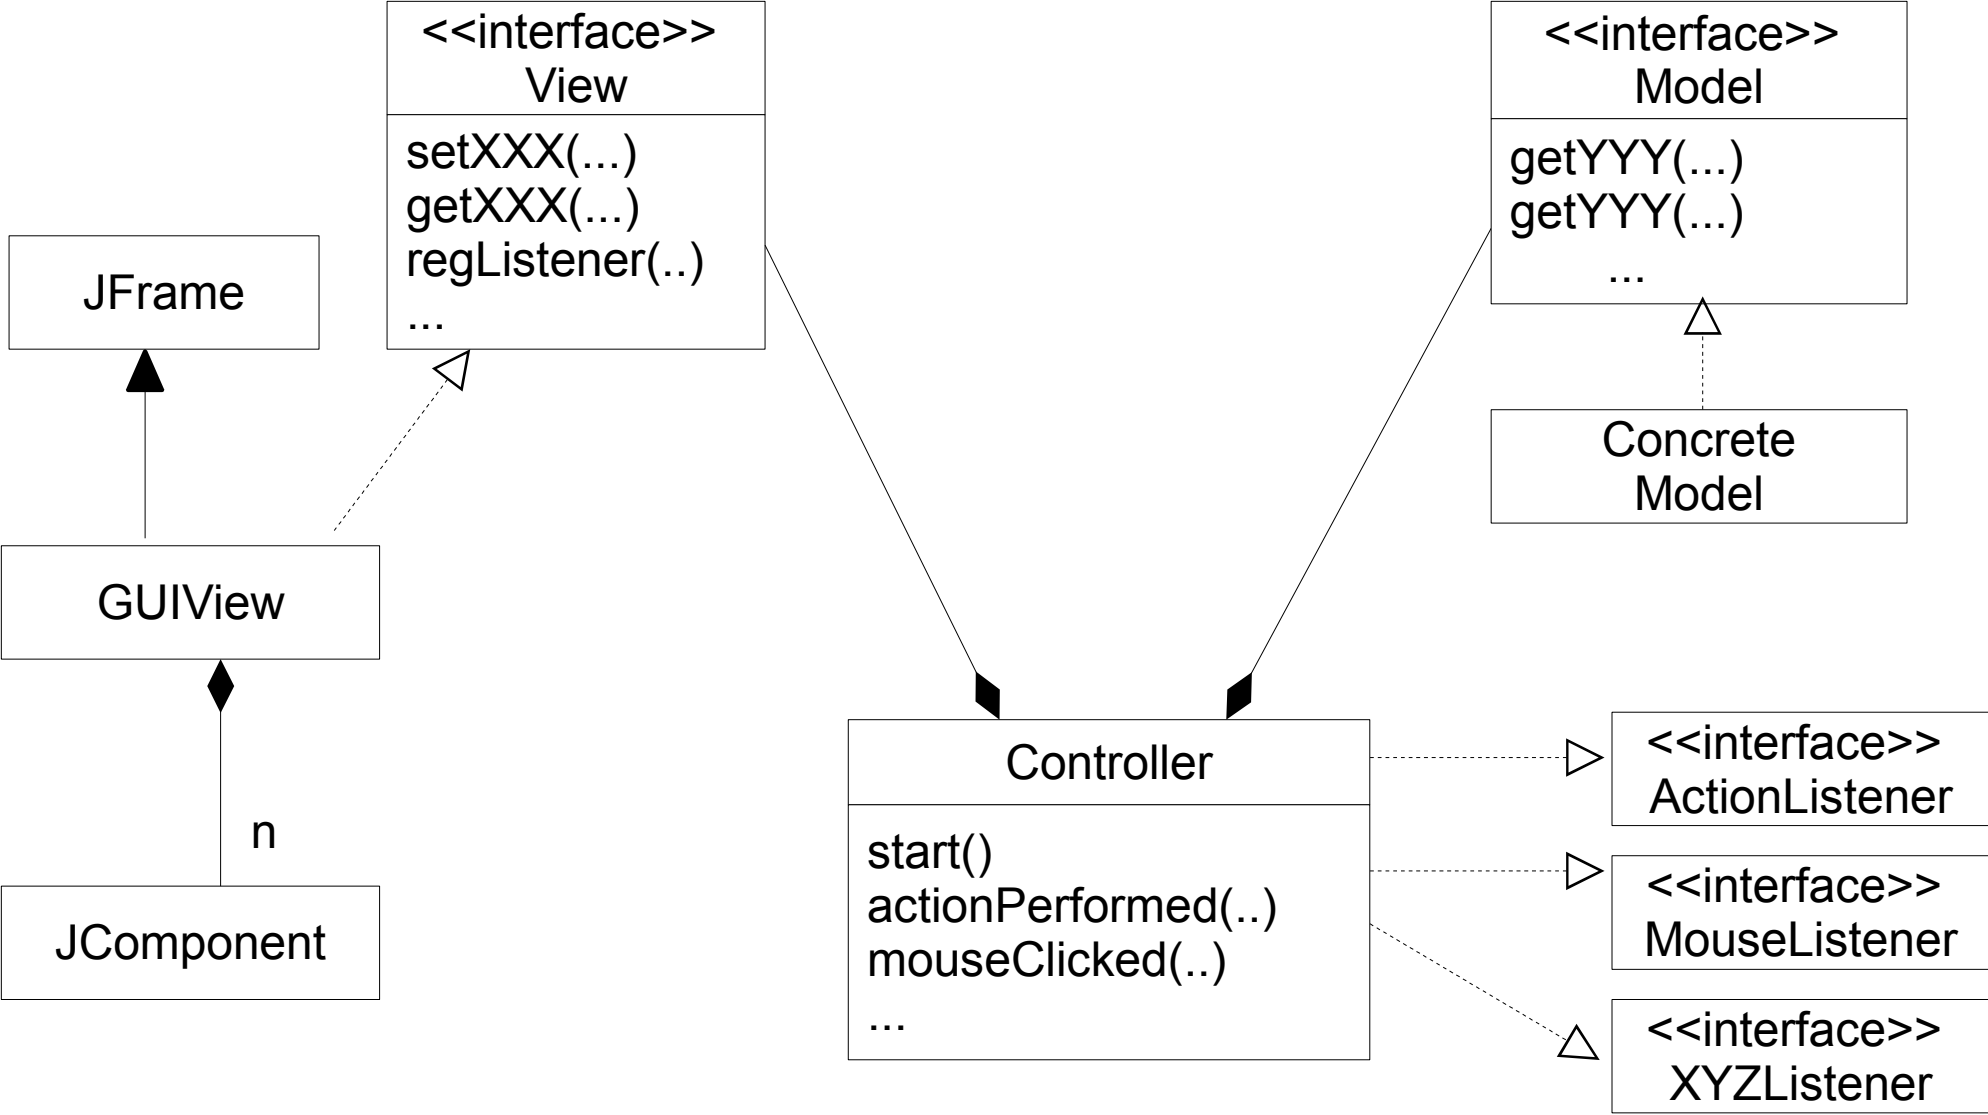 <<interface>>
View
setXXX(...)
getXXX(...)
regListener(..)
...
<<interface>>
Model
getYYY(...)
getYYY(...)
...
JFrame
Concrete
Model
GUIView
n
JComponent
Controller
start()
actionPerformed(..)
mouseClicked(..)
...
<<interface>>
ActionListener
<<interface>>
MouseListener
<<interface>>
XYZListener